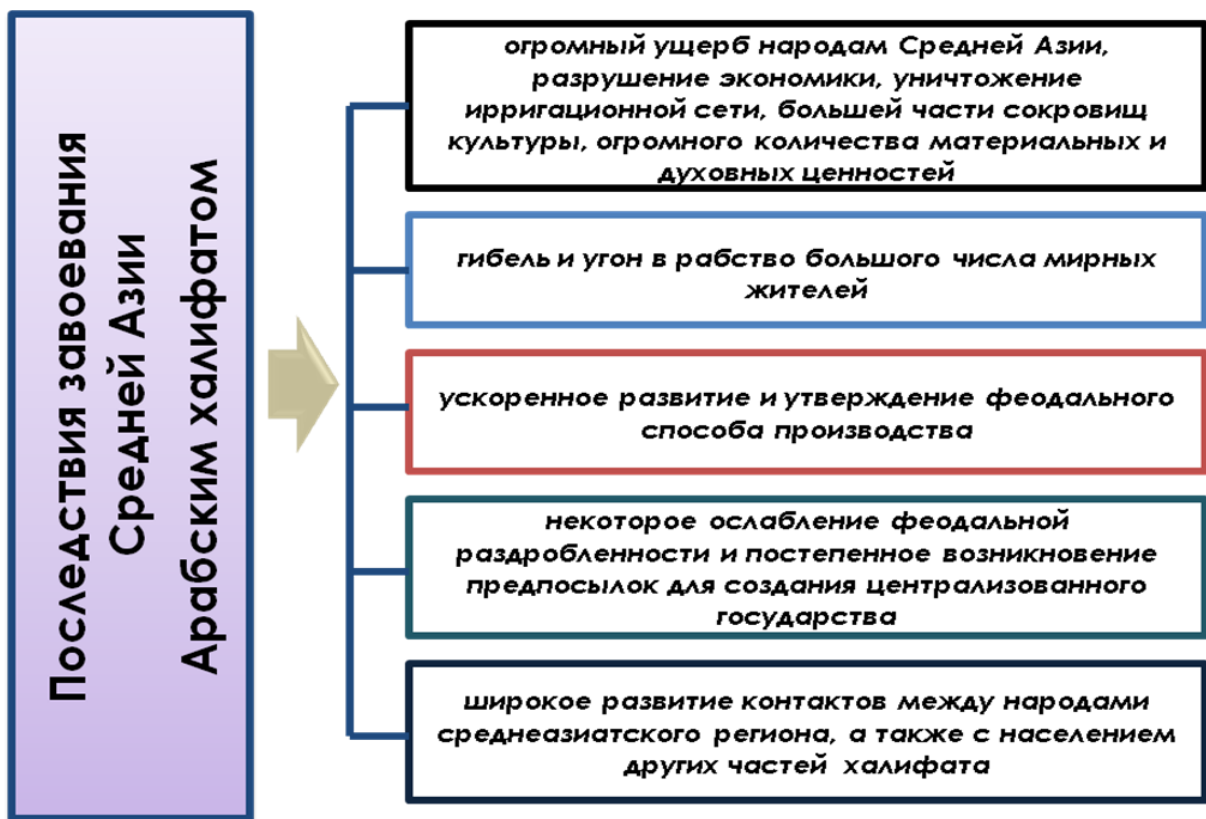 Последствия завоевания
Средней Азии
Арабским халифатом
огромный ущерб народам Средней Азии,
разрушение экономики, уничтожение
ирригационной сети, большей части сокровищ
культуры, огромного количества материальных и
духовных ценностей
гибель и угон в рабство большого числа мирных
жителей
ускоренное развитие и утверждение феодального
способа производства
некоторое ослабление феодальной
раздробленности и постепенное возникновение
предпосылок для создания централизованного
государства
широкое развитие контактов между народами
среднеазиатского региона, а также с населением
других частей халифата